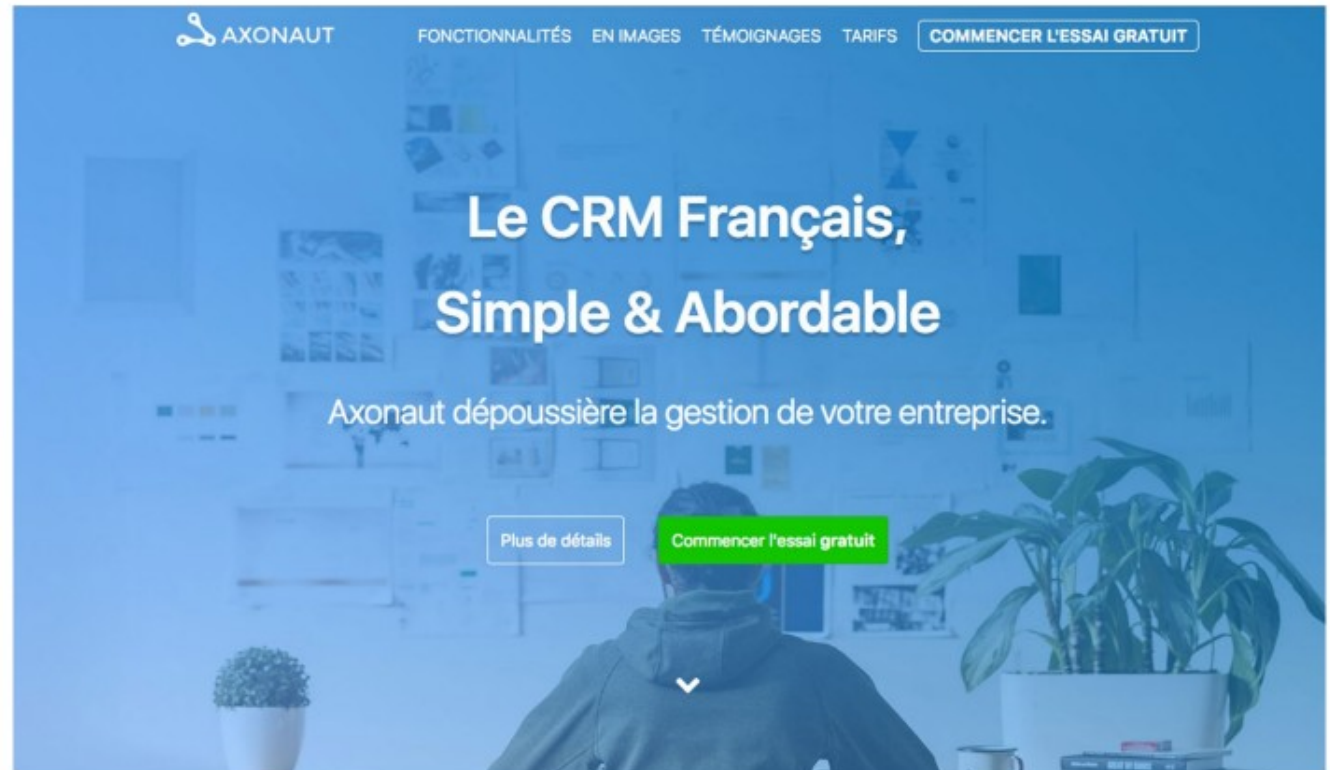 AXONAUT
FONCTIONNALITÉS EN IMAGES TÉMOIGNAGES TARIFS COMMENCER L'ESSAI GRATUIT
Le CRM Français,
Simple & Abordable
Axonaut dépoussière la gestion de votre entreprise.
Plus de détails
Commencer l'essai gratuit